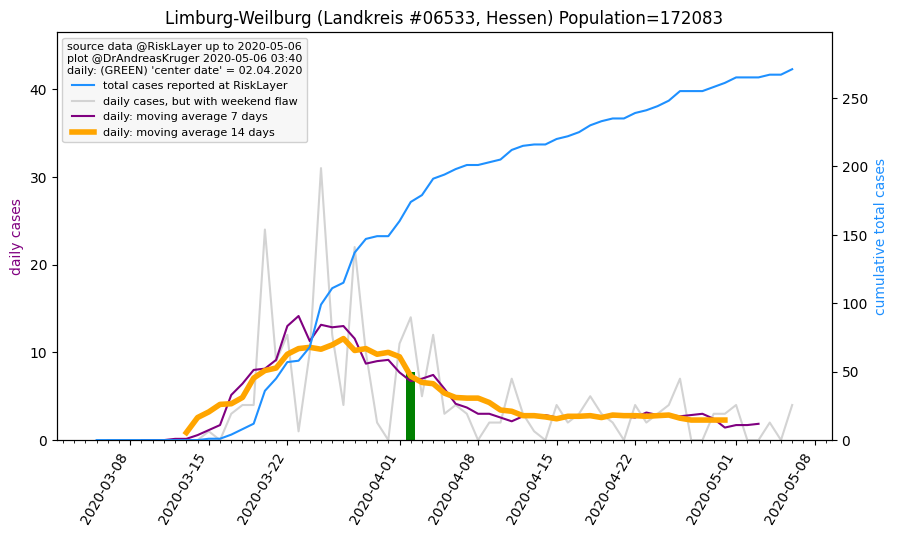 Limburg-Weilburg (Landkreis #06533, Hessen) Population=172083
source data @RiskLayer up to 2020-05-06
plot @DrAndreasKruger 2020-05-06 03:40
daily: (GREEN) 'center date' = 02.04.2020
total cases reported at RiskLayer
daily cases, but with weekend flaw
daily: moving average 7 days
daily: moving average 14 days
daily cases
40
30
20
10
0
250
200
150
100
50
0
cumulative total cases
2020-03-08
2020-03-15
2020-03-22
2020-04-01
2020-04-08
2020-04-15
2020-04-22
2020-05-01
2020-05-08